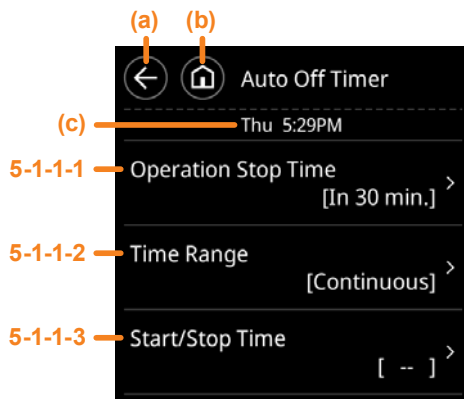 (a) (b)
Auto Off Timer
(c) Thu 5:29PM
5-1-1-1 Operation Stop Time
[In 30 min.]
5-1-1-2 Time Range
[Continuous]
5-1-1-3 Start/Stop Time
[ -- ]